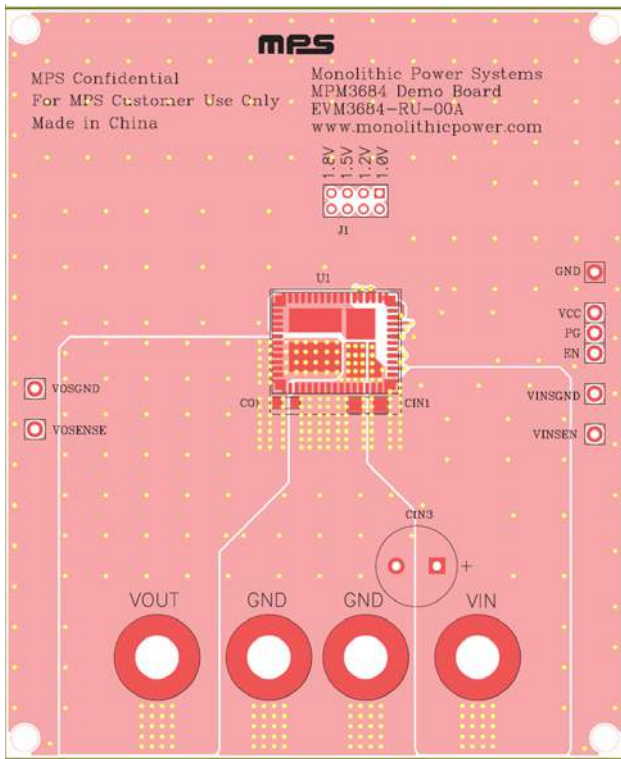 mps
MPS Confidential
For MPS Customer Use Only
Made in China
Monolithic Power Systems
MPM3684 Demo Board
EVM3684-RU-00A
www.monolithicpower.com
1.8V
1.5V
1.2V
1.0V
J1
U1
GND
VCC
PG
EN
VOSGND
VOSENSE
VINSGND
VINSEN
CO1
CIN1
CIN3
+
VOUT
GND
GND
VIN